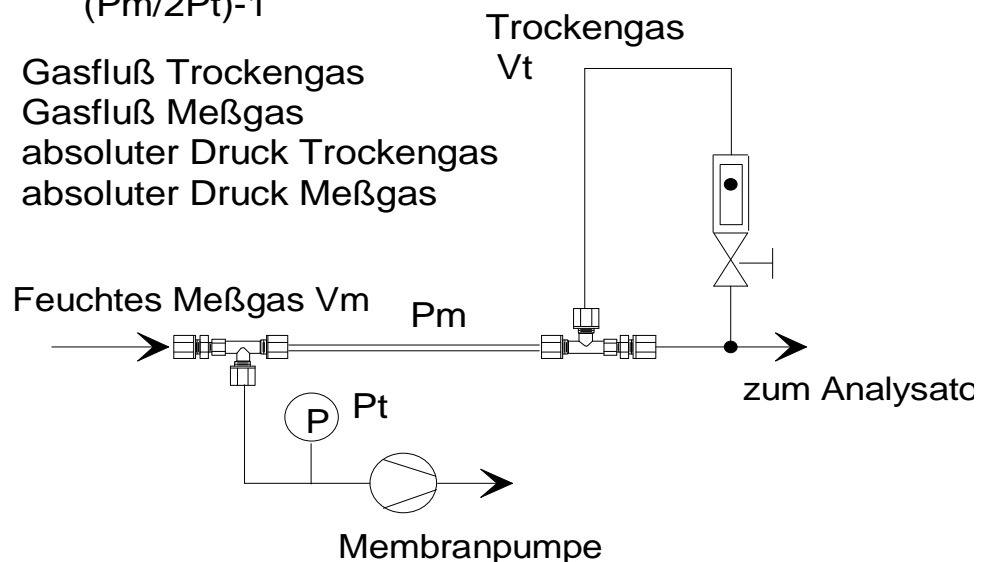 (Pm/2Pt)-1
Trockengas
Vt
Gasfluß Trockengas
Gasfluß Meßgas
absoluter Druck Trockengas
absoluter Druck Meßgas
Feuchtes Meßgas Vm
Pm
zum Analysato
P
Pt
Membranpumpe